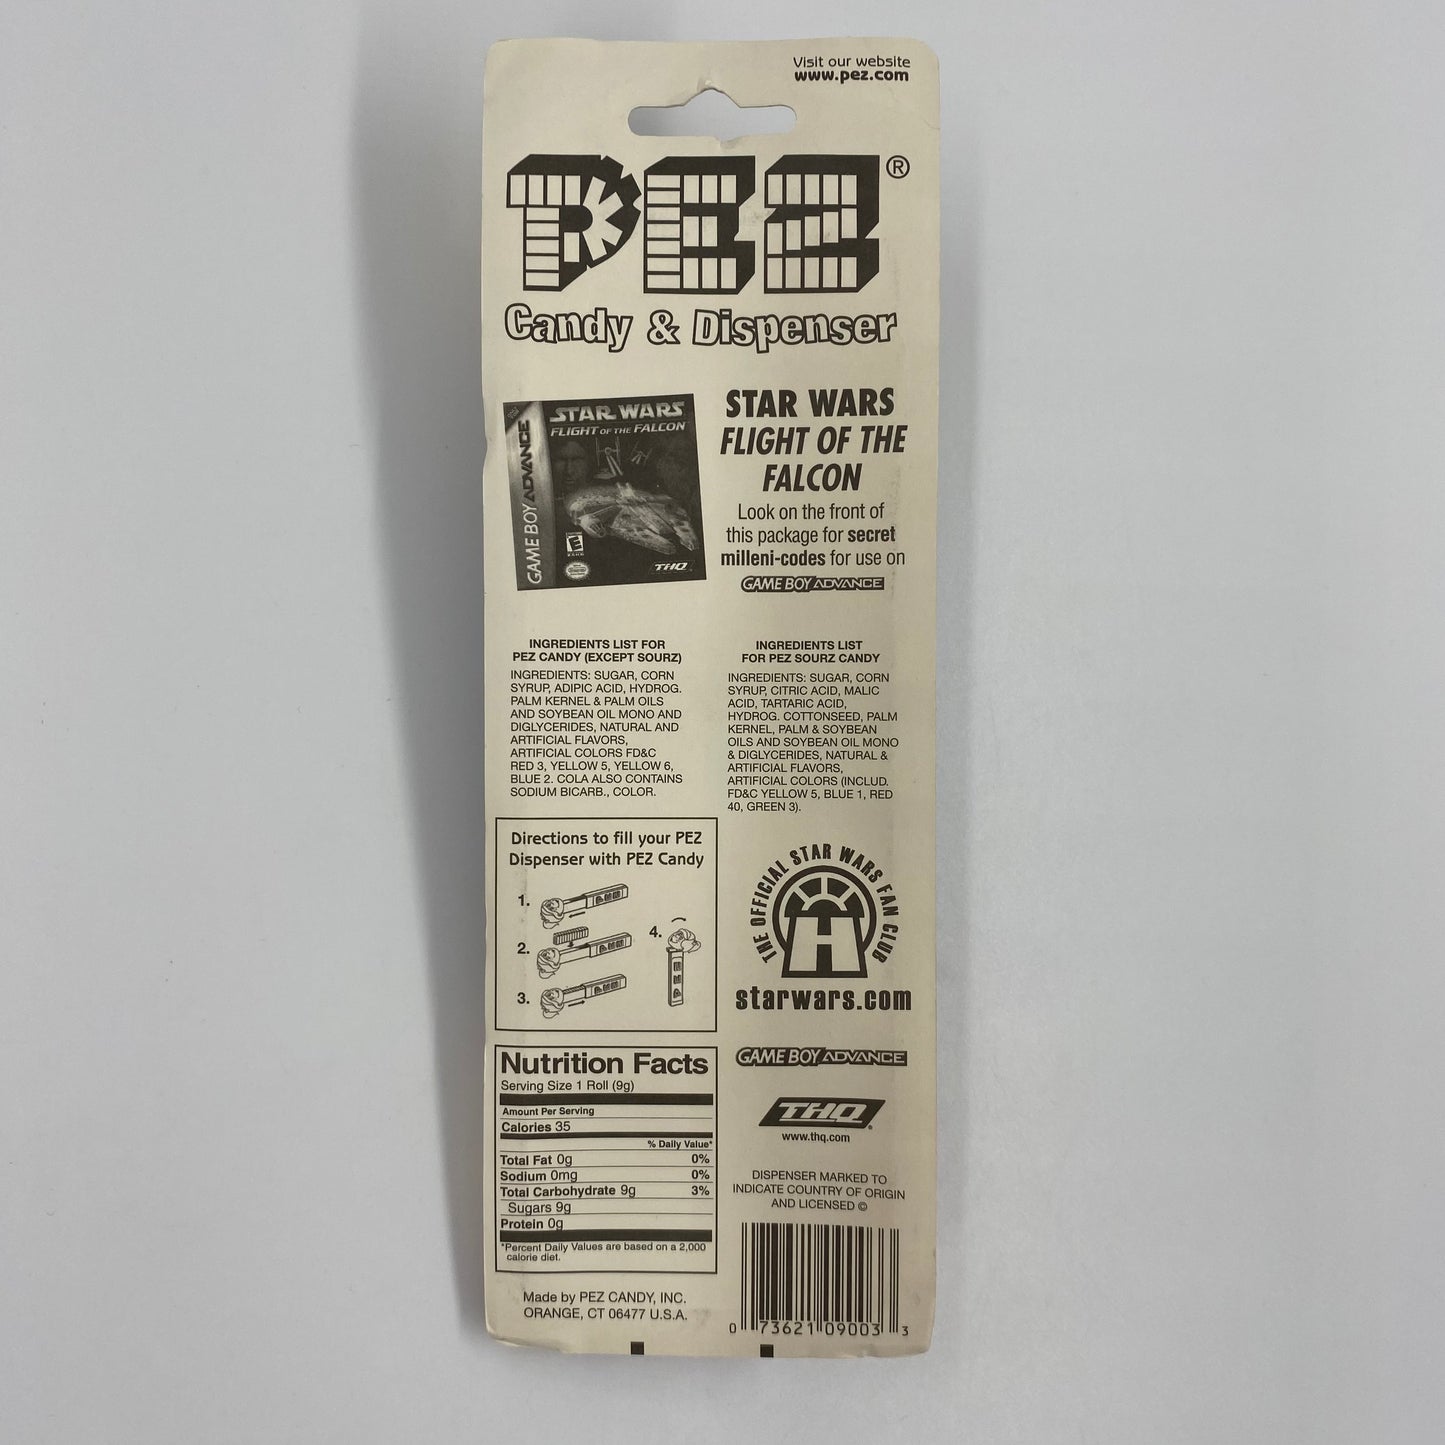 Visit our website
www.pez.com
PEZ®
Candy & Dispenser
STAR WARS
FLIGHT OF THE FALCON
GAME BOY ADVANCE
THQ
STAR WARS
FLIGHT OF THE
FALCON
Look on the front of
this package for secret
milleni-codes for use on
GAME BOY ADVANCE
INGREDIENTS LIST FOR
PEZ CANDY (EXCEPT SOURZ)
INGREDIENTS: SUGAR, CORN
SYRUP, ADIPIC ACID, HYDROG.
PALM KERNEL & PALM OILS
AND SOYBEAN OIL MONO AND
DIGLYCERIDES, NATURAL AND
ARTIFICIAL FLAVORS,
ARTIFICIAL COLORS FD&C
RED 3, YELLOW 5, YELLOW 6,
BLUE 2. COLA ALSO CONTAINS
SODIUM BICARB., COLOR.
INGREDIENTS LIST
FOR PEZ SOURZ CANDY
INGREDIENTS: SUGAR, CORN
SYRUP, CITRIC ACID, MALIC
ACID, TARTARIC ACID,
HYDROG. COTTONSEED, PALM
KERNEL, PALM & SOYBEAN
OILS AND SOYBEAN OIL MONO
& DIGLYCERIDES, NATURAL &
ARTIFICIAL FLAVORS,
ARTIFICIAL COLORS (INCLUD.
FD&C YELLOW 5, BLUE 1, RED
40, GREEN 3).
Directions to fill your PEZ
Dispenser with PEZ Candy
1.
2.
3.
4.
THE OFFICIAL STAR WARS FAN CLUB
starwars.com
Nutrition Facts
Serving Size 1 Roll (9g)
Amount Per Serving
Calories 35
% Daily Value*
Total Fat 0g 0%
Sodium 0mg 0%
Total Carbohydrate 9g 3%
Sugars 9g
Protein 0g
*Percent Daily Values are based on a 2,000
calorie diet.
Made by PEZ CANDY, INC.
ORANGE, CT 06477 U.S.A.
GAME BOY ADVANCE
THQ®
www.thq.com
DISPENSER MARKED TO
INDICATE COUNTRY OF ORIGIN
AND LICENSED ©
0 73621 09003 3